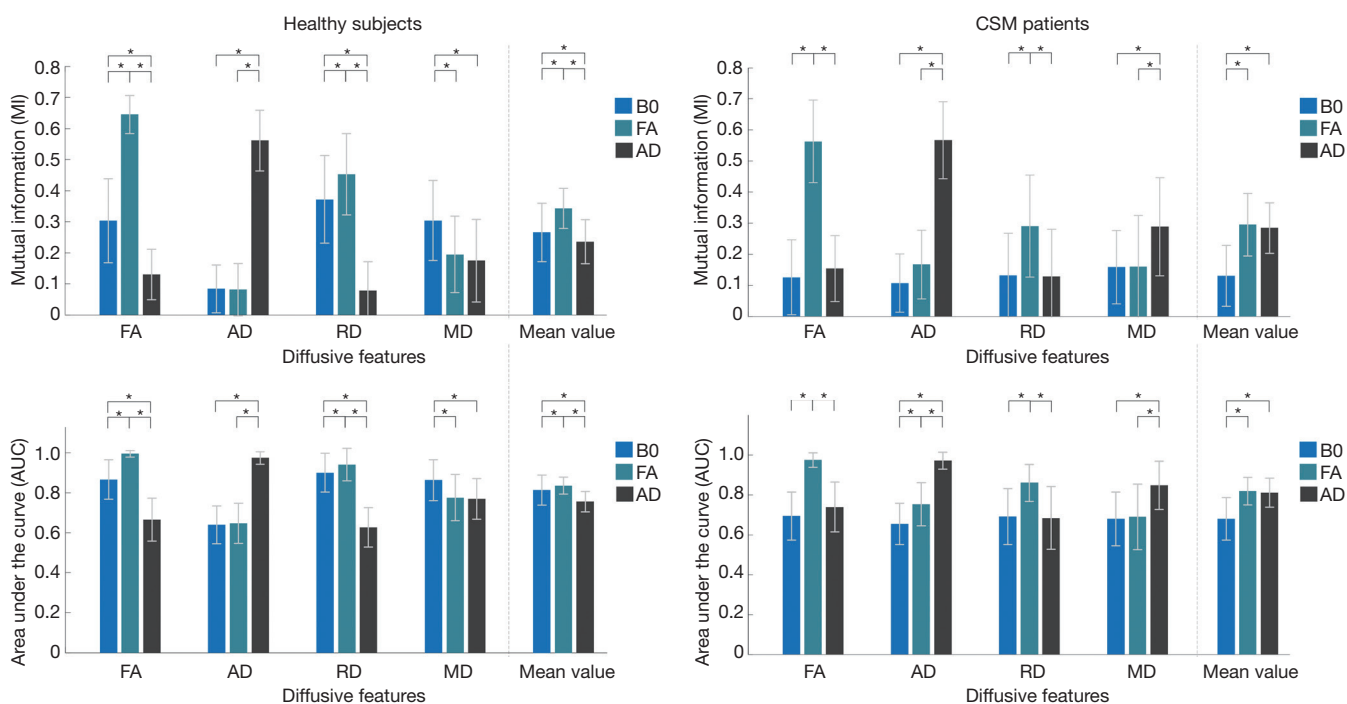 Healthy subjects
* * * * *
* * * * * * * *
0.8
0.7
0.6
0.5
0.4
0.3
0.2
0.1
0
Mutual information (MI)
B0
FA
AD
FA AD RD MD Mean value
Diffusive features
CSM patients
* * * * * * *
* * * *
0.8
0.7
0.6
0.5
0.4
0.3
0.2
0.1
0
Mutual information (MI)
B0
FA
AD
FA AD RD MD Mean value
Diffusive features
* * * * *
* * * * * * * *
1.0
0.8
0.6
0.4
0.2
0
Area under the curve (AUC)
B0
FA
AD
FA AD RD MD Mean value
Diffusive features
* * * * * * *
* * * *
1.0
0.8
0.6
0.4
0.2
0
Area under the curve (AUC)
B0
FA
AD
FA AD RD MD Mean value
Diffusive features